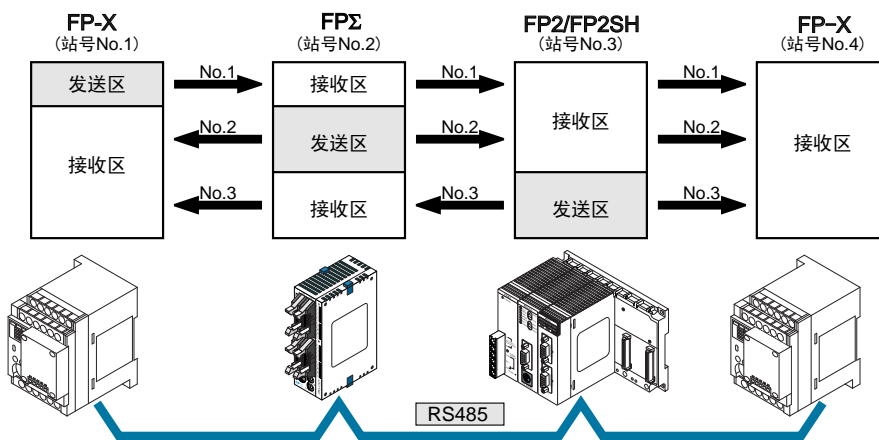 FP-X
(站号No.1)
FPΣ
(站号No.2)
FP2/FP2SH
(站号No.3)
FP-X
(站号No.4)
发送区
No.1
接收区
No.1
No.1
接收区
No.2
发送区
No.2
接收区
No.2
接收区
No.3
接收区
No.3
发送区
No.3
RS485